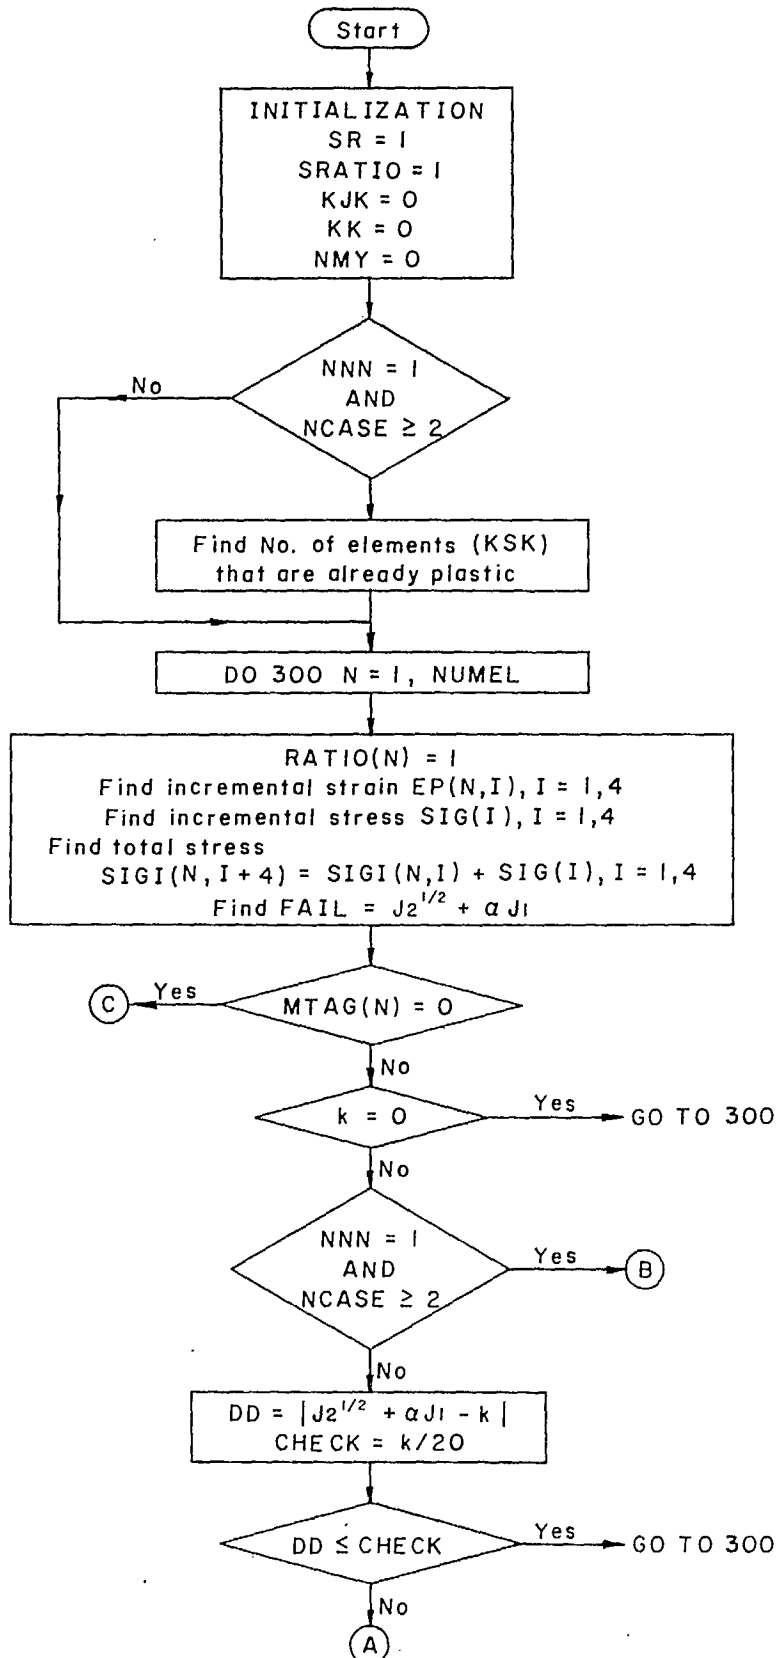 Start
INITIALIZATION
SR = 1
SRATIO = 1
KJK = 0
KK = 0
NMY = 0
NNN = 1
AND
NCASE ≥ 2
No
Find No. of elements (KSK)
that are already plastic
DO 300 N = 1, NUMEL
RATIO(N) = 1
Find incremental strain EP(N,I), I = 1,4
Find incremental stress SIG(I), I = 1,4
Find total stress
SIGI(N, I+4) = SIGI(N,I) + SIG(I), I = 1,4
Find FAIL = J2^1/2 + α J1
C
Yes
MTAG(N) = 0
No
k = 0
Yes
GO TO 300
No
NNN = 1
AND
NCASE ≥ 2
Yes
B
No
DD = |J2^1/2 + αJ1 - k|
CHECK = k/20
DD ≤ CHECK
Yes
GO TO 300
No
A